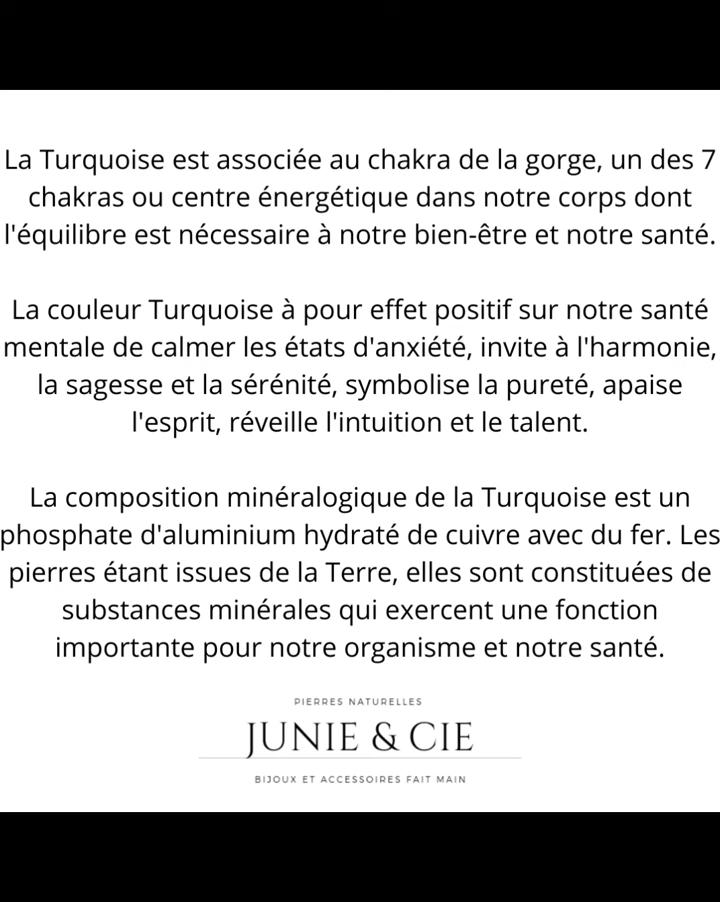 La Turquoise est associée au chakra de la gorge, un des 7
chakras ou centre énergétique dans notre corps dont
l'équilibre est nécessaire à notre bien-être et notre santé.
La couleur Turquoise à pour effet positif sur notre santé
mentale de calmer les états d'anxiété, invite à l'harmonie,
la sagesse et la sérénité, symbolise la pureté, apaise
l'esprit, réveille l'intuition et le talent.
La composition minéralogique de la Turquoise est un
phosphate d'aluminium hydraté de cuivre avec du fer. Les
pierres étant issues de la Terre, elles sont constituées de
substances minérales qui exercent une fonction
importante pour notre organisme et notre santé.
PIERRES NATURELLES
JUNIE & CIE
BIJOUX ET ACCESSOIRES FAIT MAIN